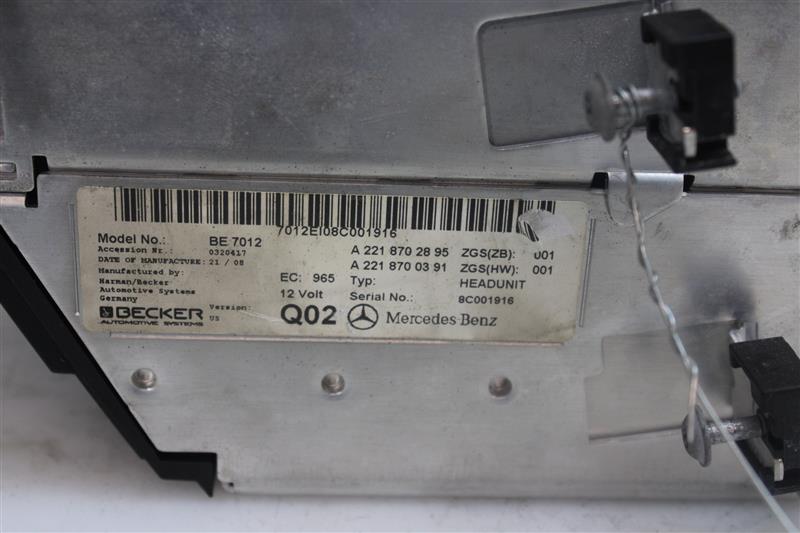 7012EI08C001916
Model No.: BE 7012 A 221 870 28 95 ZGS(ZB): 001
Accession Nr.: 0320417 A 221 870 03 91 ZGS(HW): 001
DATE OF MANUFACTURE: 21 / 08 EC: 965 Typ: HEADUNIT
Manufactured by: 12 Volt Serial No.: 8C001916
Harman/Becker
Automotive Systems
Germany
BECKER Version: Q02 Mercedes-Benz
AUTOMOTIVE SYSTEMS US